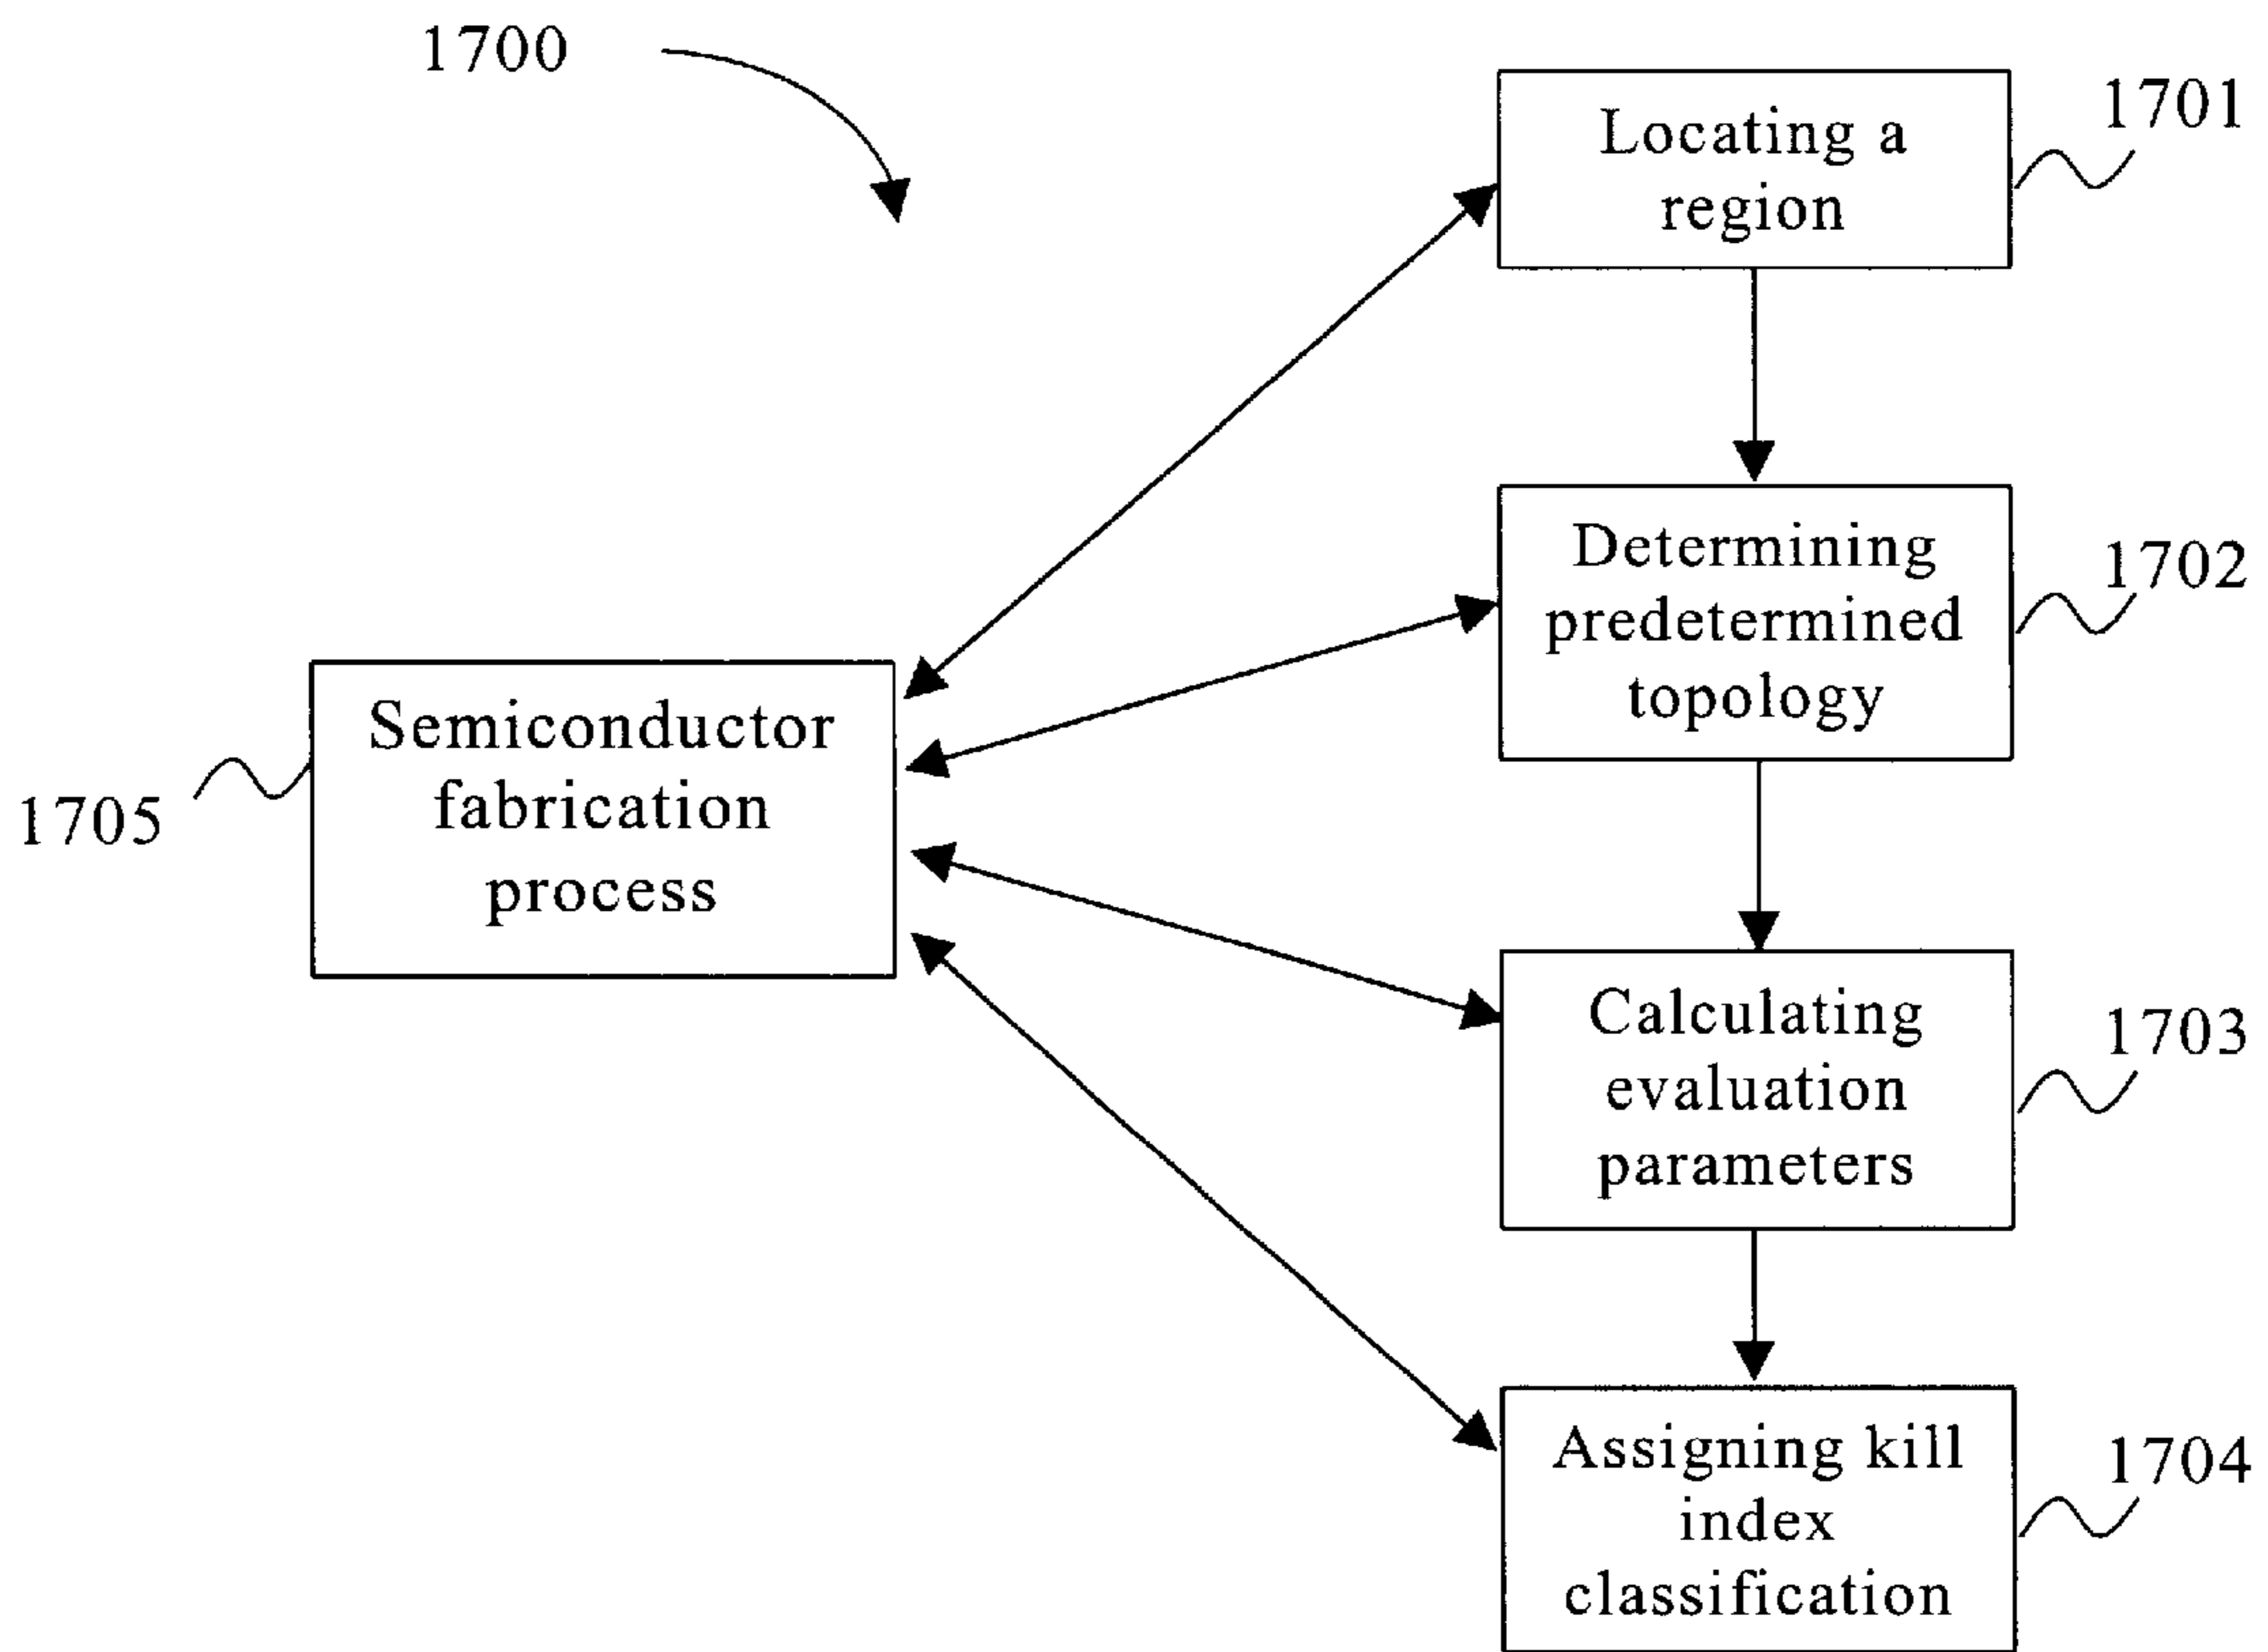 1700
Locating a
region
1701
Determining
predetermined
topology
1702
Semiconductor
fabrication
process
1705
Calculating
evaluation
parameters
1703
Assigning kill
index
classification
1704